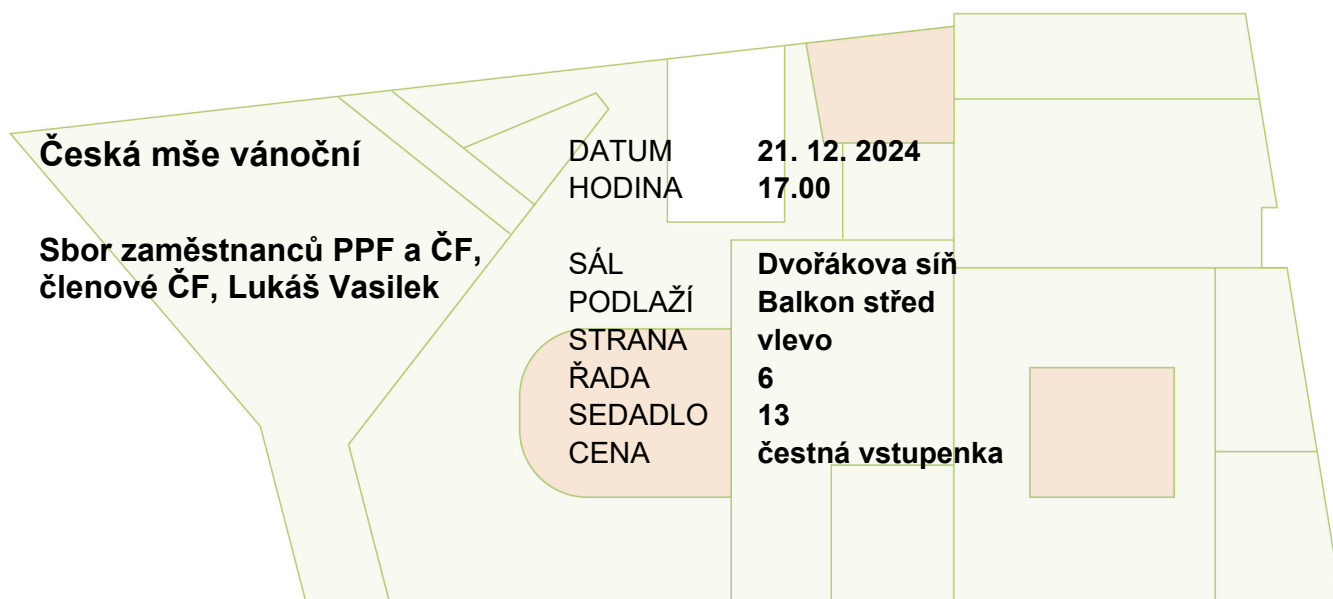 Česká mše vánoční
Sbor zaměstnanců PPF a ČF,
členové ČF, Lukáš Vasilek
DATUM 21. 12. 2024
HODINA 17.00
SÁL Dvořákova síň
PODLAŽÍ Balkon střed
STRANA vlevo
ŘADA 6
SEDADLO 13
CENA čestná vstupenka